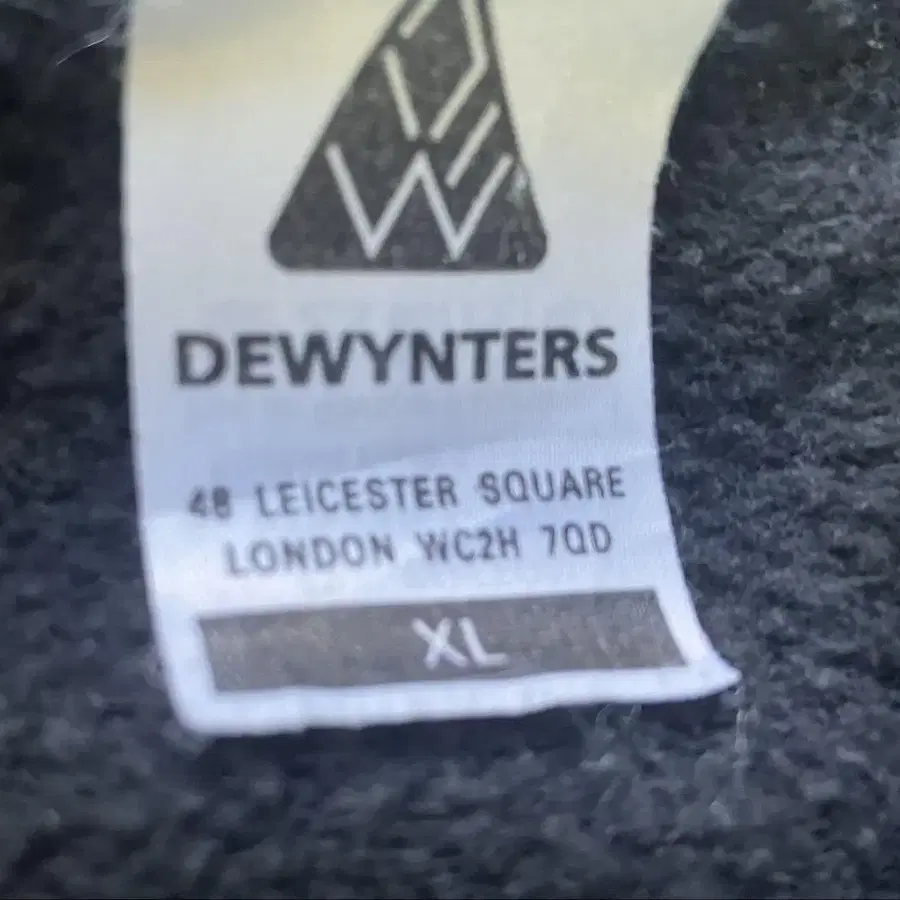 DEWYNTERS
48 LEICESTER SQUARE
LONDON WC2H 7QD
XL